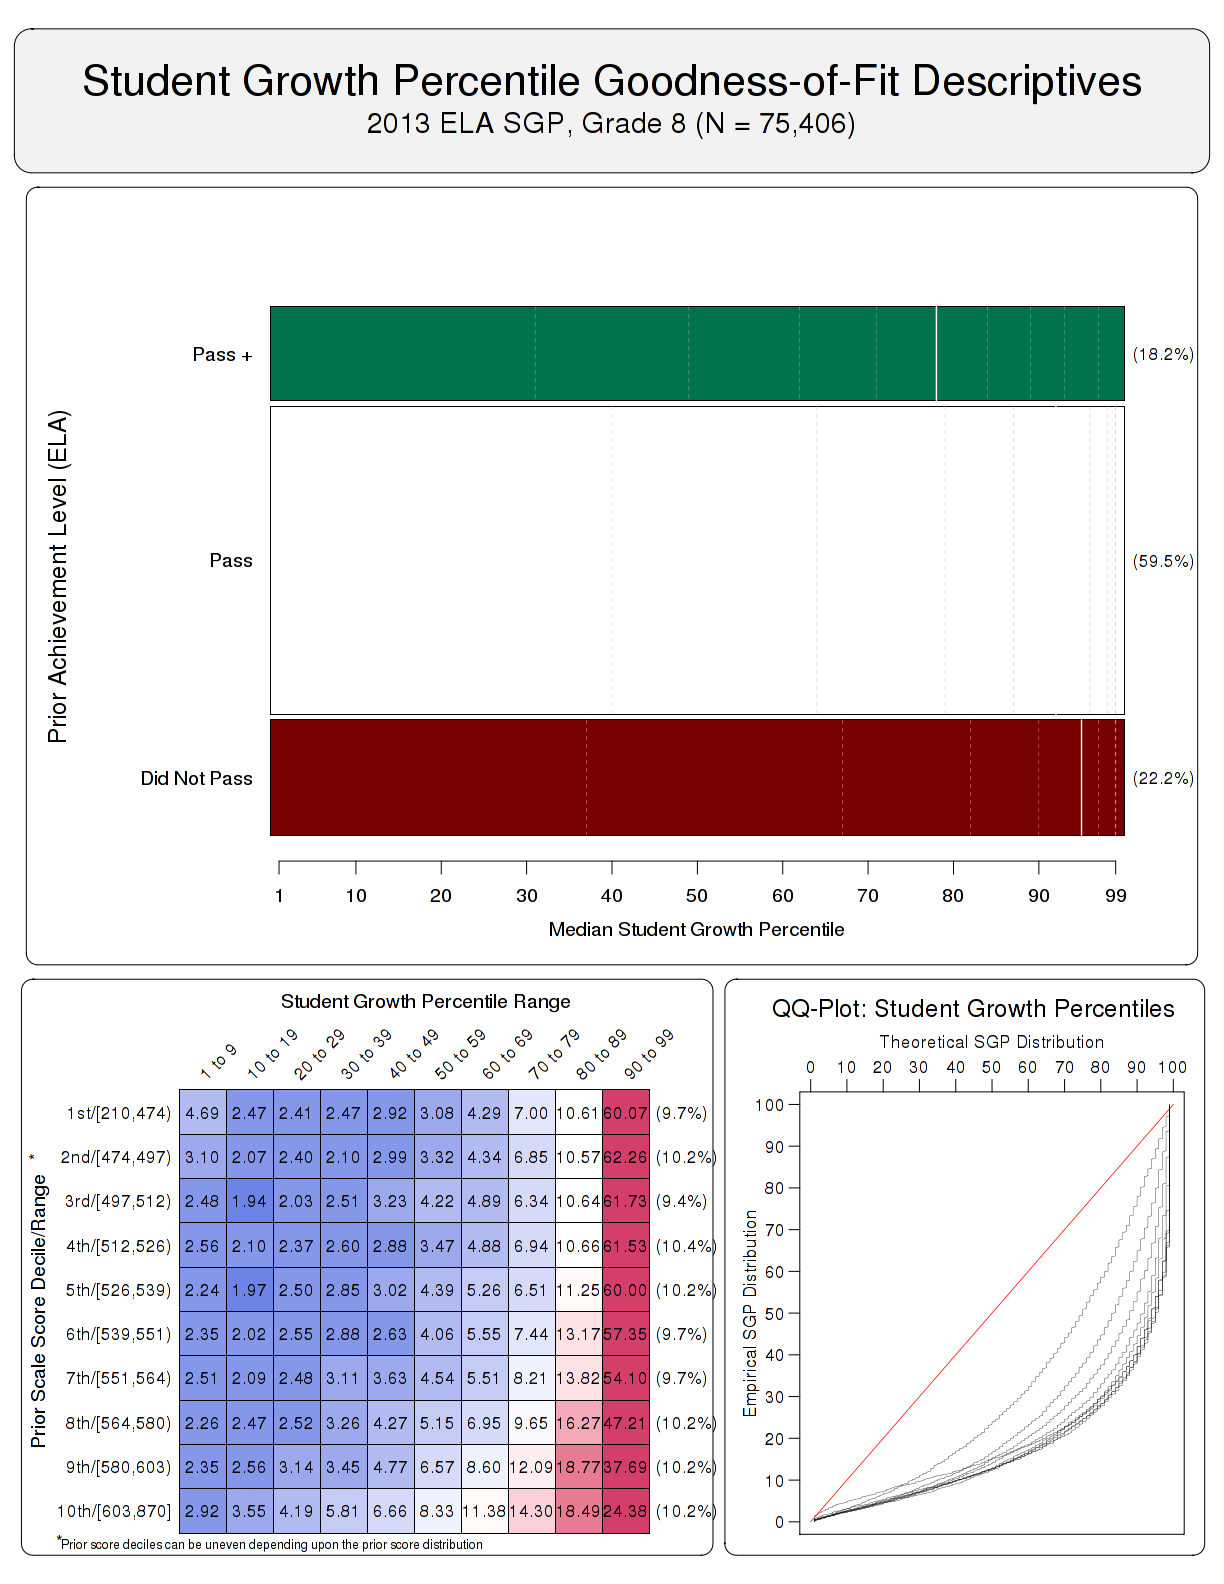 Student Growth Percentile Goodness-of-Fit Descriptives
2013 ELA SGP, Grade 8 (N = 75,406)
Prior Achievement Level (ELA)
Pass + (18.2%)
Pass (59.5%)
Did Not Pass (22.2%)
1 10 20 30 40 50 60 70 80 90 99
Median Student Growth Percentile
Student Growth Percentile Range
1 to 9 10 to 19 20 to 29 30 to 39 40 to 49 50 to 59 60 to 69 70 to 79 80 to 89 90 to 99
Prior Scale Score Decile/Range *
1st/[210,474) 4.69 2.47 2.41 2.47 2.92 3.08 4.29 7.00 10.61 60.07 (9.7%)
2nd/[474,497) 3.10 2.07 2.40 2.10 2.99 3.32 4.34 6.85 10.57 62.26 (10.2%)
3rd/[497,512) 2.48 1.94 2.03 2.51 3.23 4.22 4.89 6.34 10.64 61.73 (9.4%)
4th/[512,526) 2.56 2.10 2.37 2.60 2.88 3.47 4.88 6.94 10.66 61.53 (10.4%)
5th/[526,539) 2.24 1.97 2.50 2.85 3.02 4.39 5.26 6.51 11.25 60.00 (10.2%)
6th/[539,551) 2.35 2.02 2.55 2.88 2.63 4.06 5.55 7.44 13.17 57.35 (9.7%)
7th/[551,564) 2.51 2.09 2.48 3.11 3.63 4.54 5.51 8.21 13.82 54.10 (9.7%)
8th/[564,580) 2.26 2.47 2.52 3.26 4.27 5.15 6.95 9.65 16.27 47.21 (10.2%)
9th/[580,603) 2.35 2.56 3.14 3.45 4.77 6.57 8.60 12.09 18.77 37.69 (10.2%)
10th/[603,870] 2.92 3.55 4.19 5.81 6.66 8.33 11.38 14.30 18.49 24.38 (10.2%)
*Prior score deciles can be uneven depending upon the prior score distribution
QQ-Plot: Student Growth Percentiles
Theoretical SGP Distribution
0 10 20 30 40 50 60 70 80 90 100
Empirical SGP Distribution
100
90
80
70
60
50
40
30
20
10
0